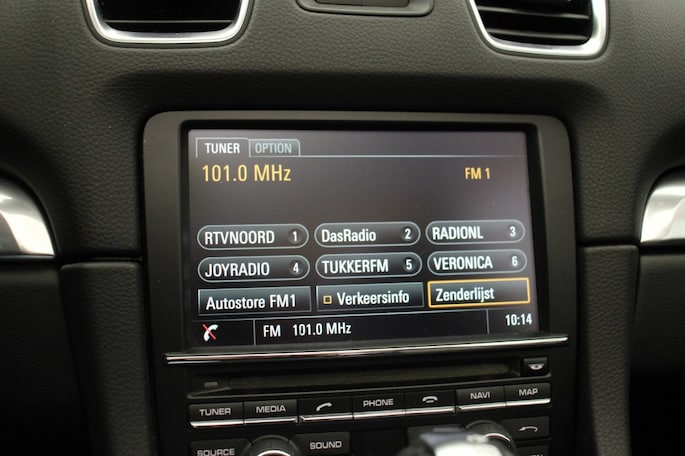 TUNER OPTION
101.0 MHz FM 1
RTVNOORD 1 DasRadio 2 RADIONL 3
JOYRADIO 4 TUKKERFM 5 VERONICA 6
Autostore FM1 Verkeersinfo Zenderlijst
FM 101.0 MHz 10:14
TUNER MEDIA PHONE NAVI MAP
SOURCE SOUND